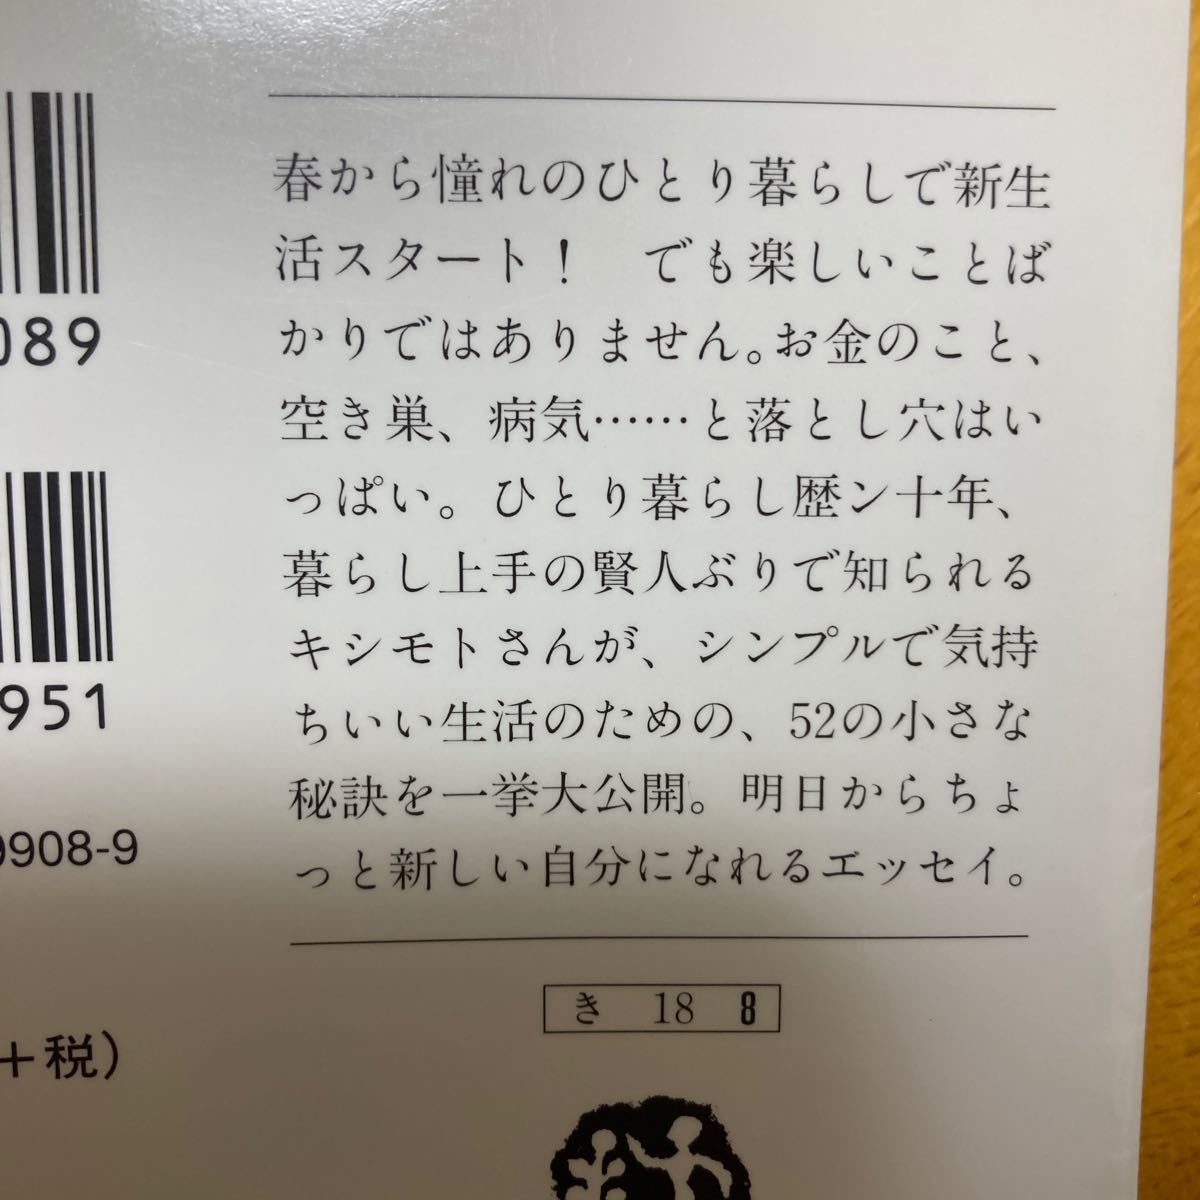 春から憧れのひとり暮らしで新生
活スタート！　でも楽しいことば
かりではありません。お金のこと、
空き巣、病気……と落とし穴はい
っぱい。ひとり暮らし歴ン十年、
暮らし上手の賢人ぶりで知られる
キシモトさんが、シンプルで気持
ちいい生活のための、52の小さな
秘訣を一挙大公開。明日からちょ
っと新しい自分になれるエッセイ。
き 18 8
089
951
908-9
+税)